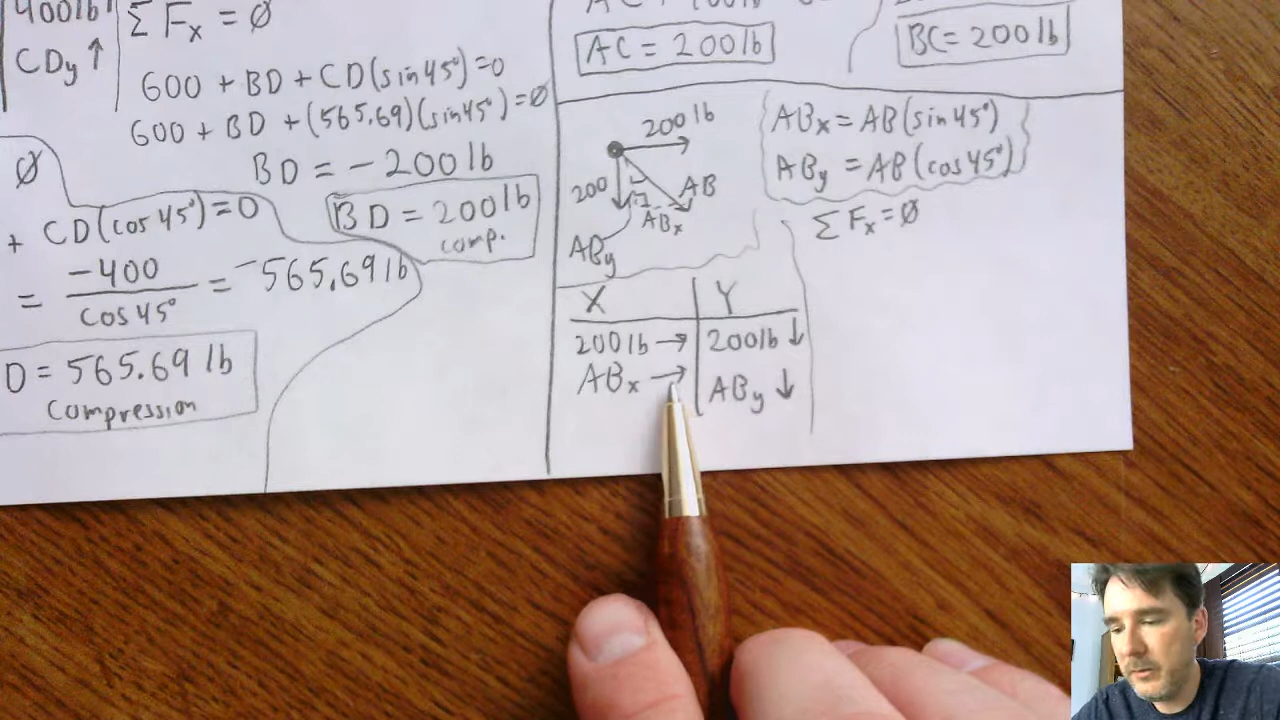 400lb
CDy ↑
Σ Fx = Ø
600 + BD + CD(sin45°)=0
600 + BD + (565.69)(sin45°)=Ø
BD = -200lb
BD = 200lb
comp.
Ø
+ CD(cos45°)=0
= -400
cos45°
= -565.69lb
D = 565.69 lb
Compression
AC = 200lb
BC = 200lb
200lb
200
AB
ABx
ABy
ABx = AB(sin45°)
ABy = AB(cos45°)
Σ Fx = Ø
X Y
200lb → 200lb ↓
ABx → ABy ↓